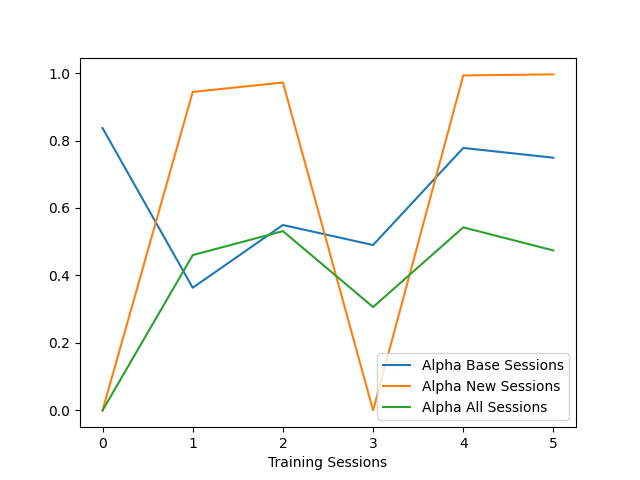 1.0
0.8
0.6
0.4
0.2
0.0
Alpha Base Sessions
Alpha New Sessions
Alpha All Sessions
0 1 2 3 4 5
Training Sessions